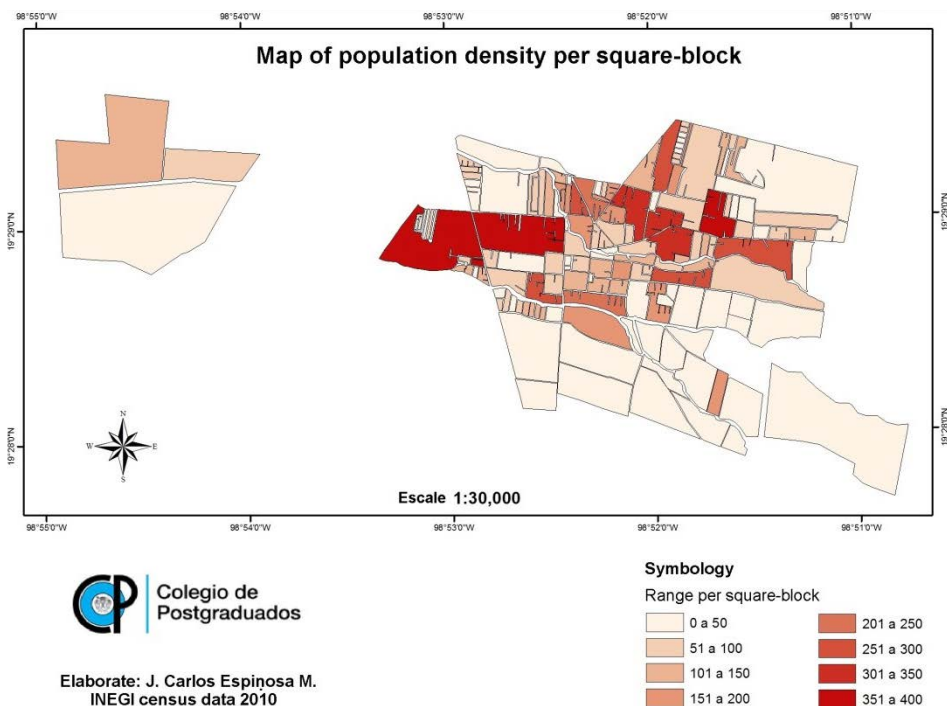 98°55'0"W 98°54'0"W 98°53'0"W 98°52'0"W 98°51'0"W
Map of population density per square-block
19°29'0"N 19°29'0"N
19°28'0"N 19°28'0"N
N
W E
S
Escale 1:30,000
98°55'0"W 98°54'0"W 98°53'0"W 98°52'0"W 98°51'0"W
CP
Colegio de
Postgraduados
Elaborate: J. Carlos Espinosa M.
INEGI census data 2010
Symbology
Range per square-block
0 a 50 201 a 250
51 a 100 251 a 300
101 a 150 301 a 350
151 a 200 351 a 400